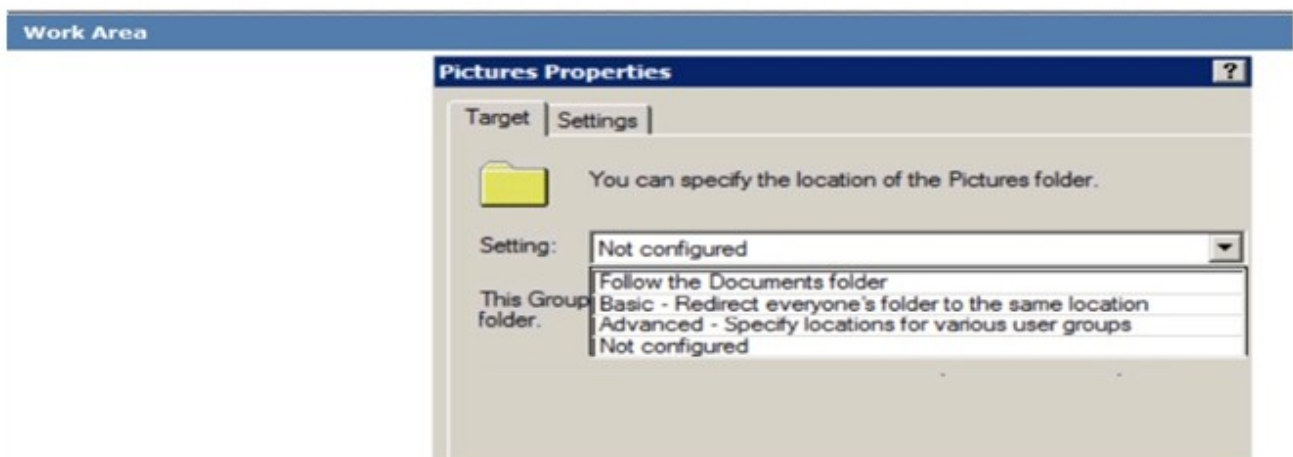 Work Area
Pictures Properties ?
Target Settings
You can specify the location of the Pictures folder.
Setting: Not configured
Follow the Documents folder
This Group Basic - Redirect everyone's folder to the same location
folder. Advanced - Specify locations for various user groups
Not configured